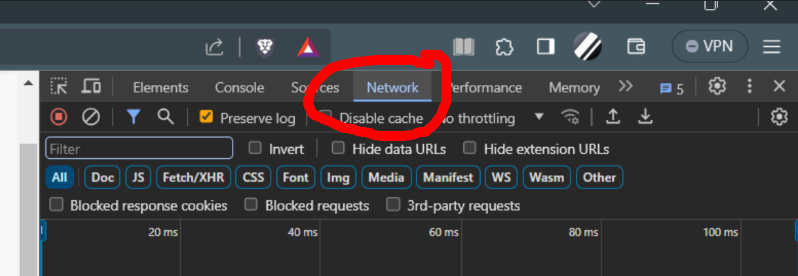 VPN
Elements Console Sources Network Performance Memory 5
Preserve log Disable cache No throttling
Filter Invert Hide data URLs Hide extension URLs
All Doc JS Fetch/XHR CSS Font Img Media Manifest WS Wasm Other
Blocked response cookies Blocked requests 3rd-party requests
20 ms 40 ms 60 ms 80 ms 100 ms